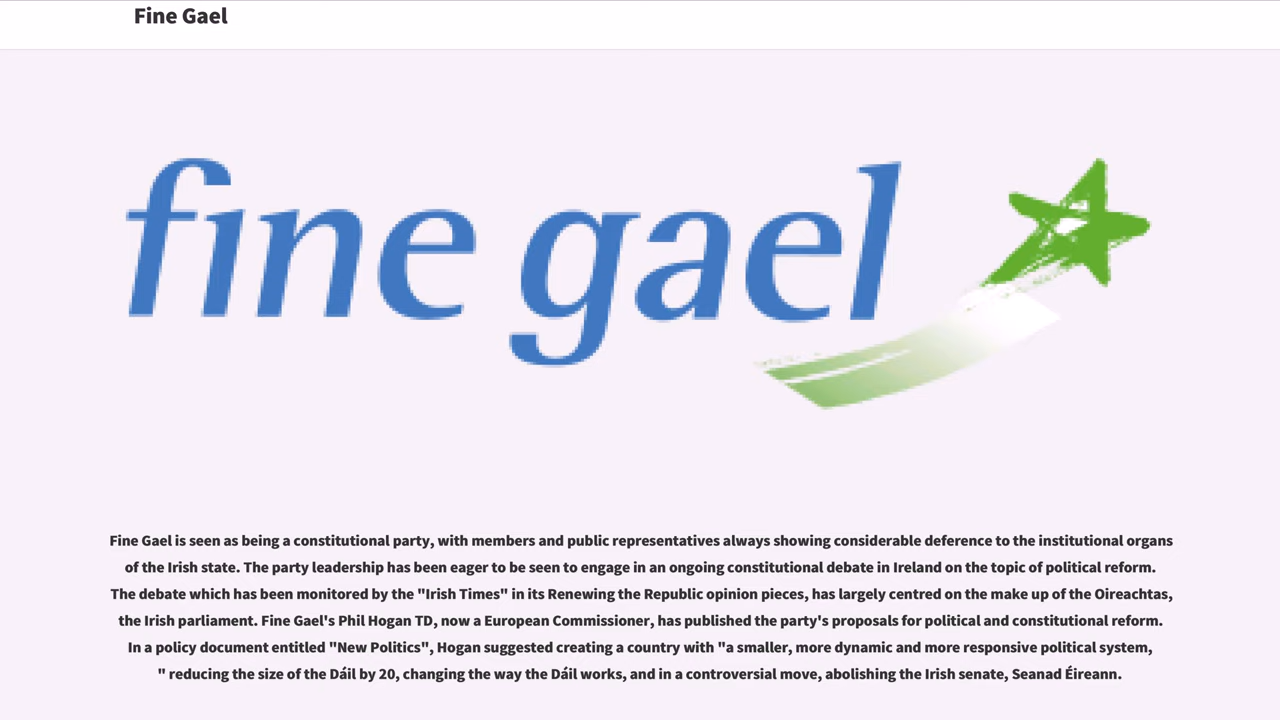 Fine Gael
fine gael
Fine Gael is seen as being a constitutional party, with members and public representatives always showing considerable deference to the institutional organs
of the Irish state. The party leadership has been eager to be seen to engage in an ongoing constitutional debate in Ireland on the topic of political reform.
The debate which has been monitored by the "Irish Times" in its Renewing the Republic opinion pieces, has largely centred on the make up of the Oireachtas,
the Irish parliament. Fine Gael's Phil Hogan TD, now a European Commissioner, has published the party's proposals for political and constitutional reform.
In a policy document entitled "New Politics", Hogan suggested creating a country with "a smaller, more dynamic and more responsive political system,
" reducing the size of the Dáil by 20, changing the way the Dáil works, and in a controversial move, abolishing the Irish senate, Seanad Éireann.